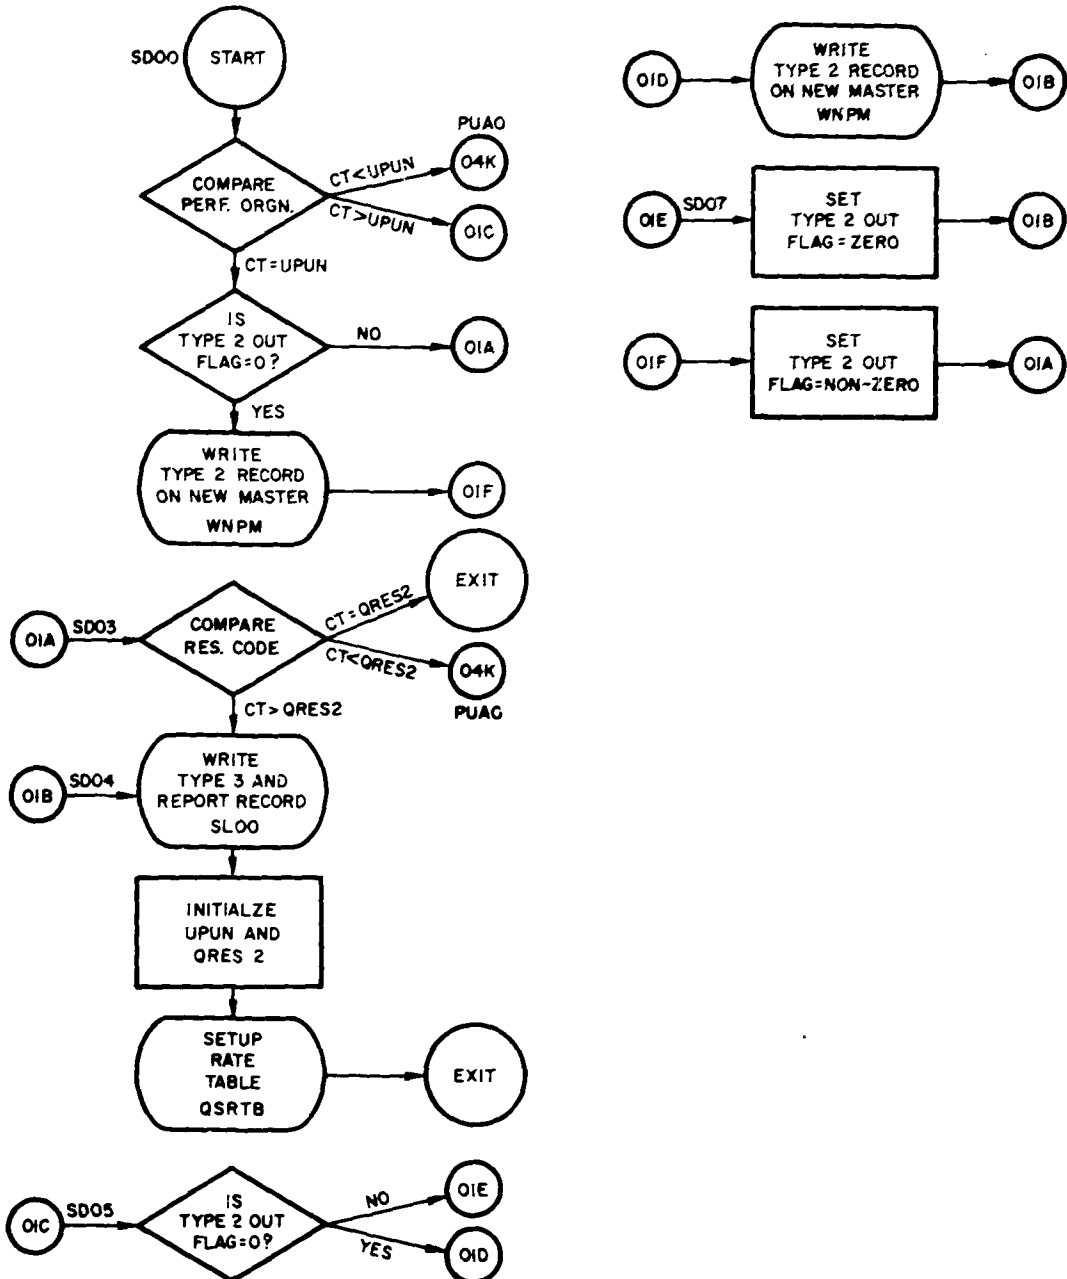 SD00
START
COMPARE
PERF. ORGN.
CT<UPUN
PUAO
04K
CT>UPUN
01C
CT=UPUN
IS
TYPE 2 OUT
FLAG=0?
NO
01A
YES
WRITE
TYPE 2 RECORD
ON NEW MASTER
WNPM
01F
01A
SD03
COMPARE
RES. CODE
CT=QRES2
EXIT
CT<QRES2
04K
PUAO
CT>QRES2
01B
SD04
WRITE
TYPE 3 AND
REPORT RECORD
SL00
INITIALZE
UPUN AND
QRES 2
SETUP
RATE
TABLE
QSRTB
EXIT
01C
SD05
IS
TYPE 2 OUT
FLAG=0?
NO
01E
YES
01D
01D
WRITE
TYPE 2 RECORD
ON NEW MASTER
WNPM
01B
01E
SD07
SET
TYPE 2 OUT
FLAG=ZERO
01B
01F
SET
TYPE 2 OUT
FLAG=NON-ZERO
01A